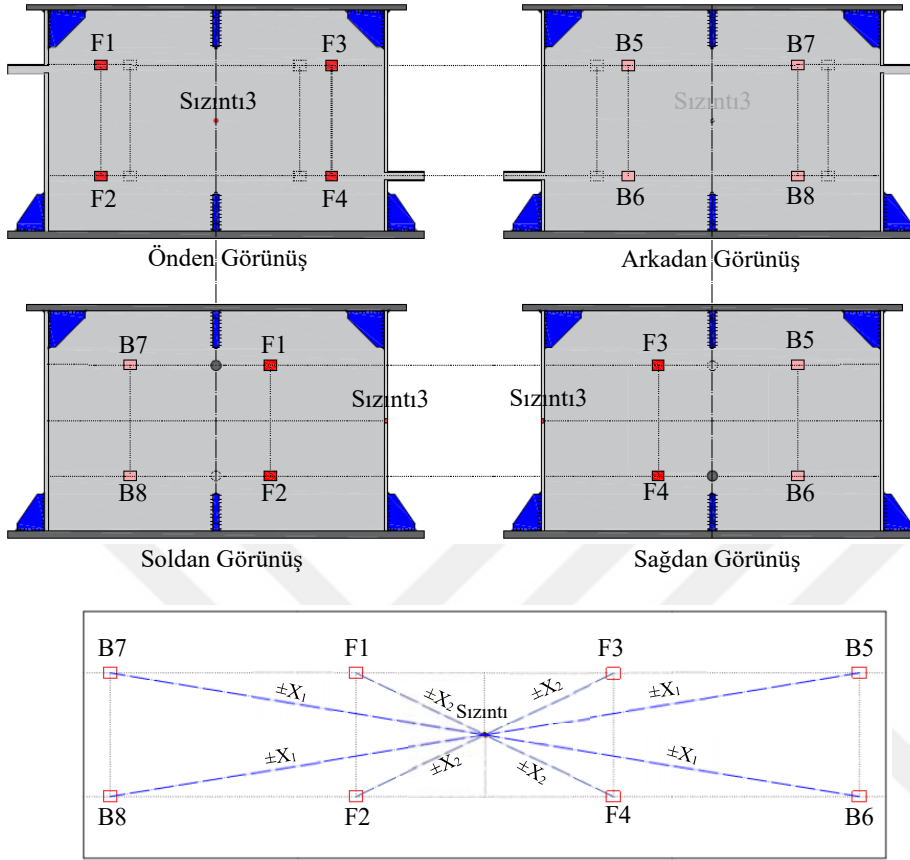 F1 F3
Sızıntı3
F2 F4
Önden Görünüş
B5 B7
Sızıntı3
B6 B8
Arkadan Görünüş
B7 F1
Sızıntı3
B8 F2
Soldan Görünüş
F3 B5
Sızıntı3
F4 B6
Sağdan Görünüş
B7 F1 F3 B5
±X₁ ±X₂ ±X₂ ±X₁
Sızıntı
±X₁ ±X₂ ±X₂ ±X₁
B8 F2 F4 B6